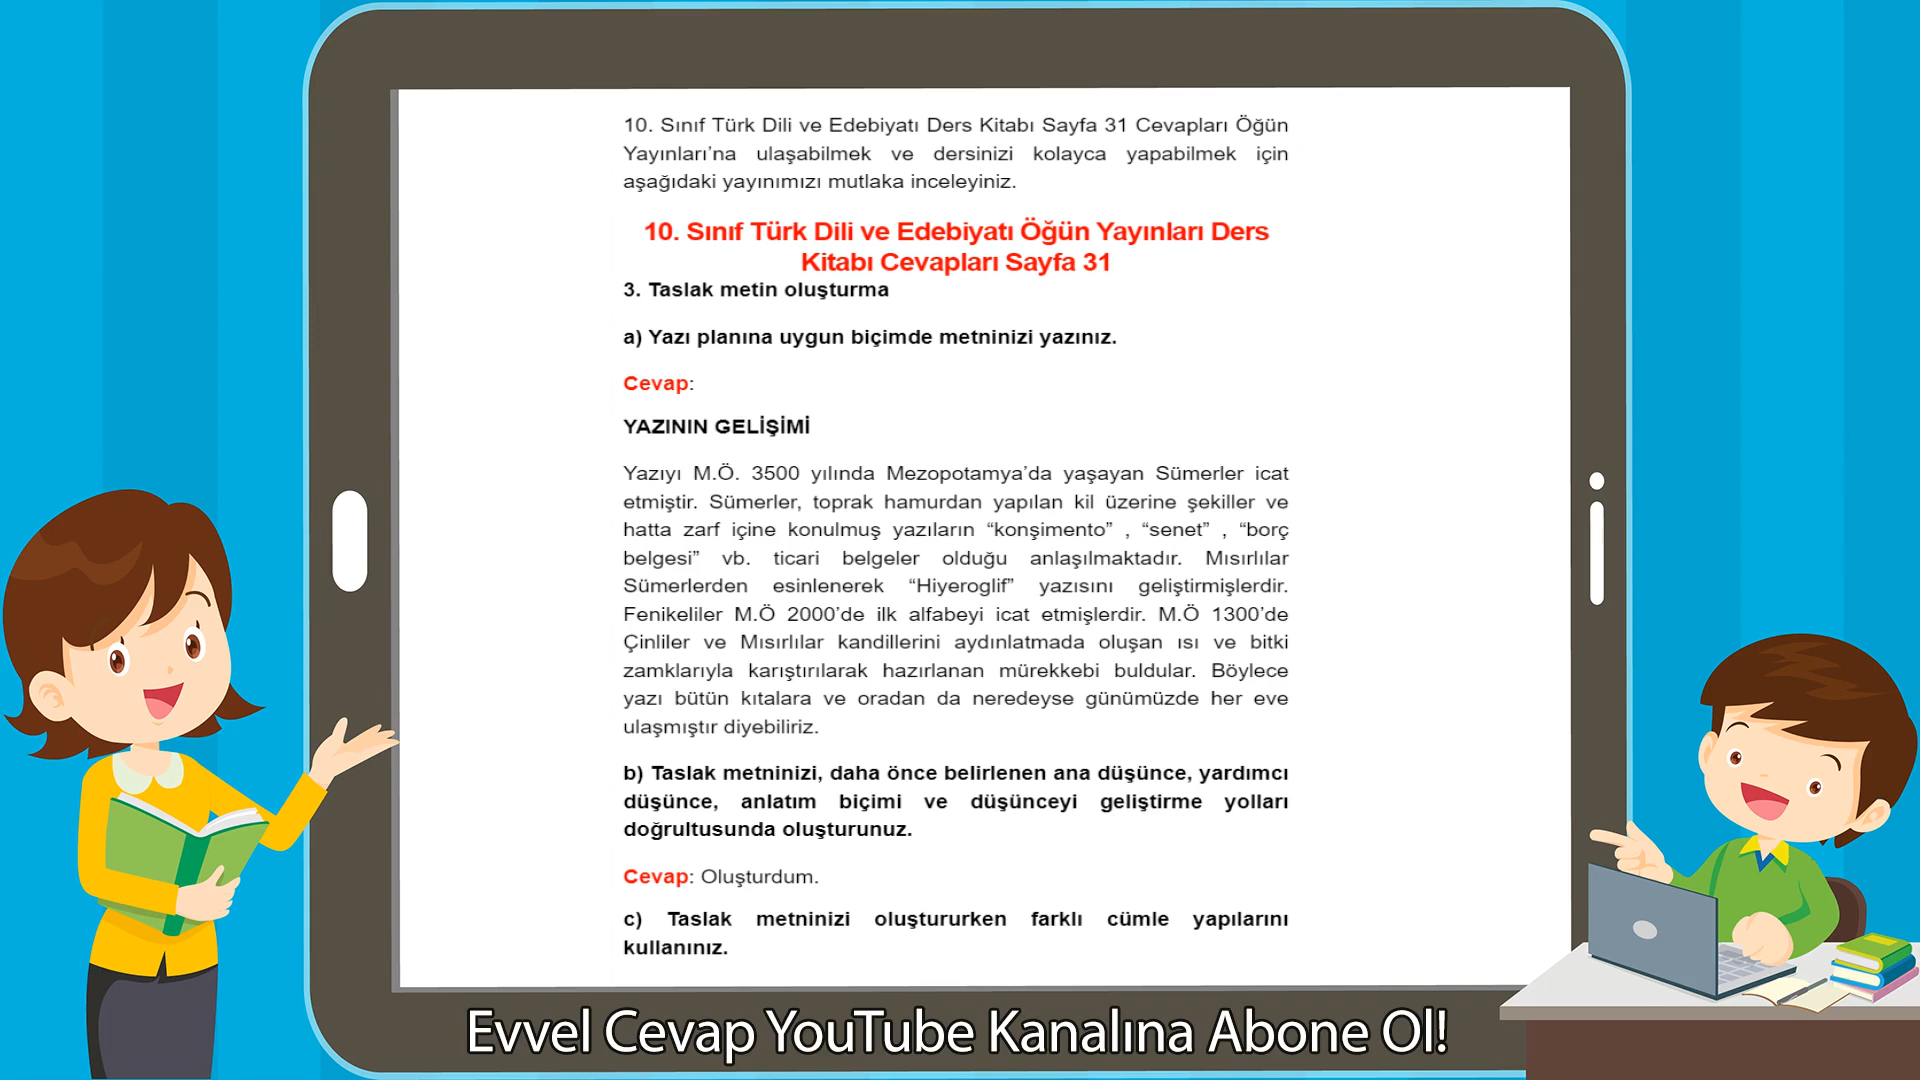 10. Sınıf Türk Dili ve Edebiyatı Ders Kitabı Sayfa 31 Cevapları Öğün
Yayınları’na ulaşabilmek ve dersinizi kolayca yapabilmek için
aşağıdaki yayınımızı mutlaka inceleyiniz.
10. Sınıf Türk Dili ve Edebiyatı Öğün Yayınları Ders
Kitabı Cevapları Sayfa 31
3. Taslak metin oluşturma
a) Yazı planına uygun biçimde metninizi yazınız.
Cevap:
YAZININ GELİŞİMİ
Yazıyı M.Ö. 3500 yılında Mezopotamya’da yaşayan Sümerler icat
etmiştir. Sümerler, toprak hamurdan yapılan kil üzerine şekiller ve
hatta zarf içine konulmuş yazıların “konşimento” , “senet” , “borç
belgesi” vb. ticari belgeler olduğu anlaşılmaktadır. Mısırlılar
Sümerlerden esinlenerek “Hiyeroglif” yazısını geliştirmişlerdir.
Fenikeliler M.Ö 2000’de ilk alfabeyi icat etmişlerdir. M.Ö 1300’de
Çinliler ve Mısırlılar kandillerini aydınlatmada oluşan ısı ve bitki
zamklarıyla karıştırılarak hazırlanan mürekkebi buldular. Böylece
yazı bütün kıtalara ve oradan da neredeyse günümüzde her eve
ulaşmıştır diyebiliriz.
b) Taslak metninizi, daha önce belirlenen ana düşünce, yardımcı
düşünce, anlatım biçimi ve düşünceyi geliştirme yolları
doğrultusunda oluşturunuz.
Cevap: Oluşturdum.
c) Taslak metninizi oluştururken farklı cümle yapılarını
kullanınız.
Evvel Cevap YouTube Kanalına Abone Ol!